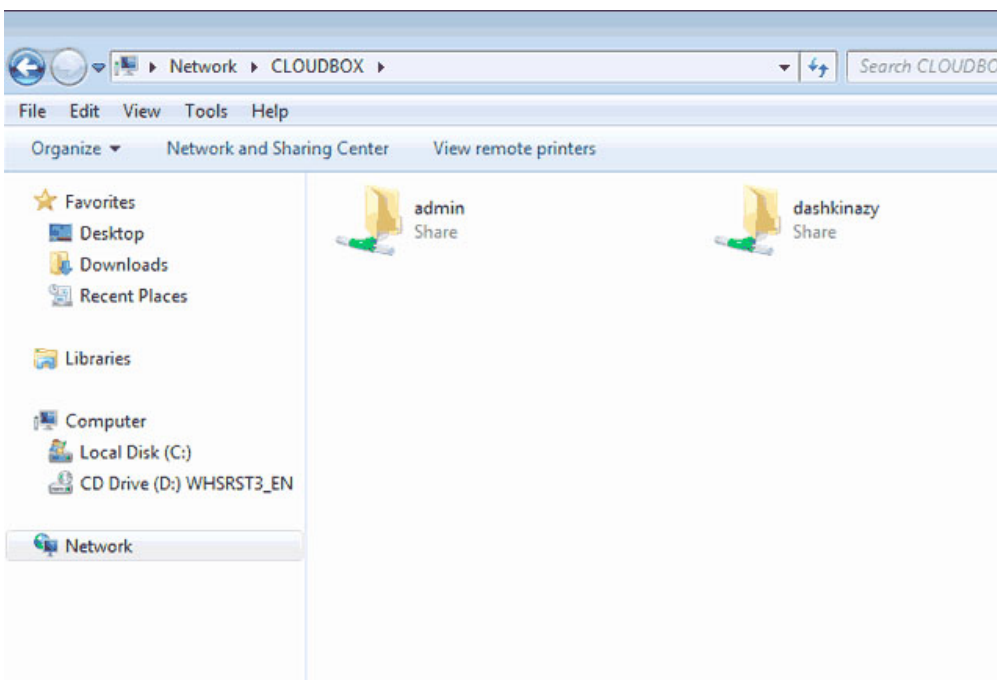 Network CLOUDBOX
Search CLOUDBO
File Edit View Tools Help
Organize Network and Sharing Center View remote printers
Favorites
Desktop
Downloads
Recent Places
Libraries
Computer
Local Disk (C:)
CD Drive (D:) WHSRST3_EN
Network
admin
Share
dashkinazy
Share